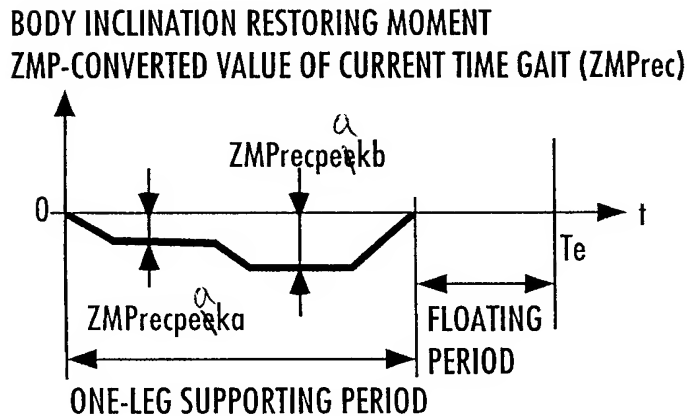 BODY INCLINATION RESTORING MOMENT
ZMP-CONVERTED VALUE OF CURRENT TIME GAIT (ZMPrec)
a
ZMPrecpeekb
0
t
Te
a
ZMPrecpeeka
FLOATING
PERIOD
ONE-LEG SUPPORTING PERIOD